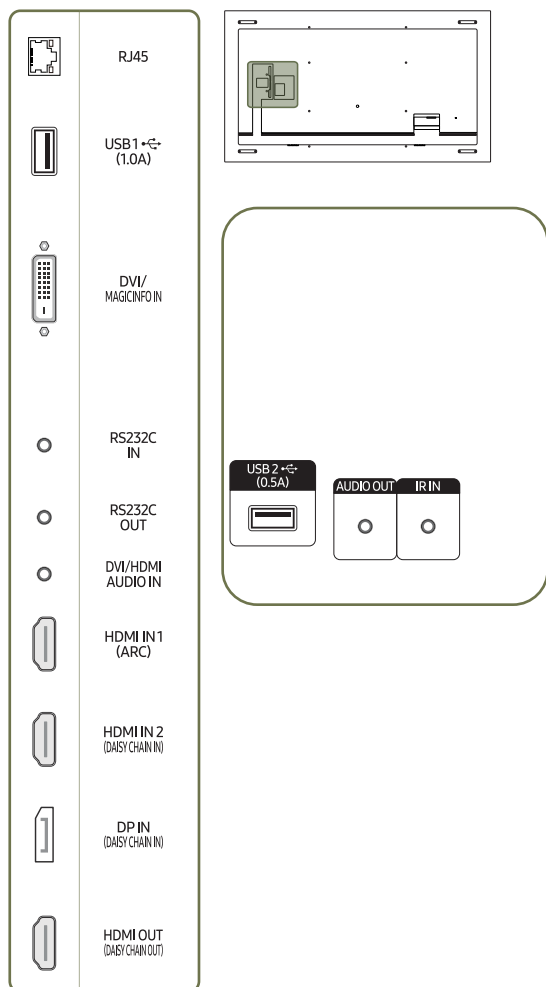 RJ45
USB1
(1.0A)
DVI/
MAGICINFO IN
RS232C
IN
RS232C
OUT
DVI/HDMI
AUDIO IN
HDMI IN 1
(ARC)
HDMI IN 2
(DAISY CHAIN IN)
DP IN
(DAISY CHAIN IN)
HDMI OUT
(DAISY CHAIN OUT)
USB 2
(0.5A)
AUDIO OUT
IR IN